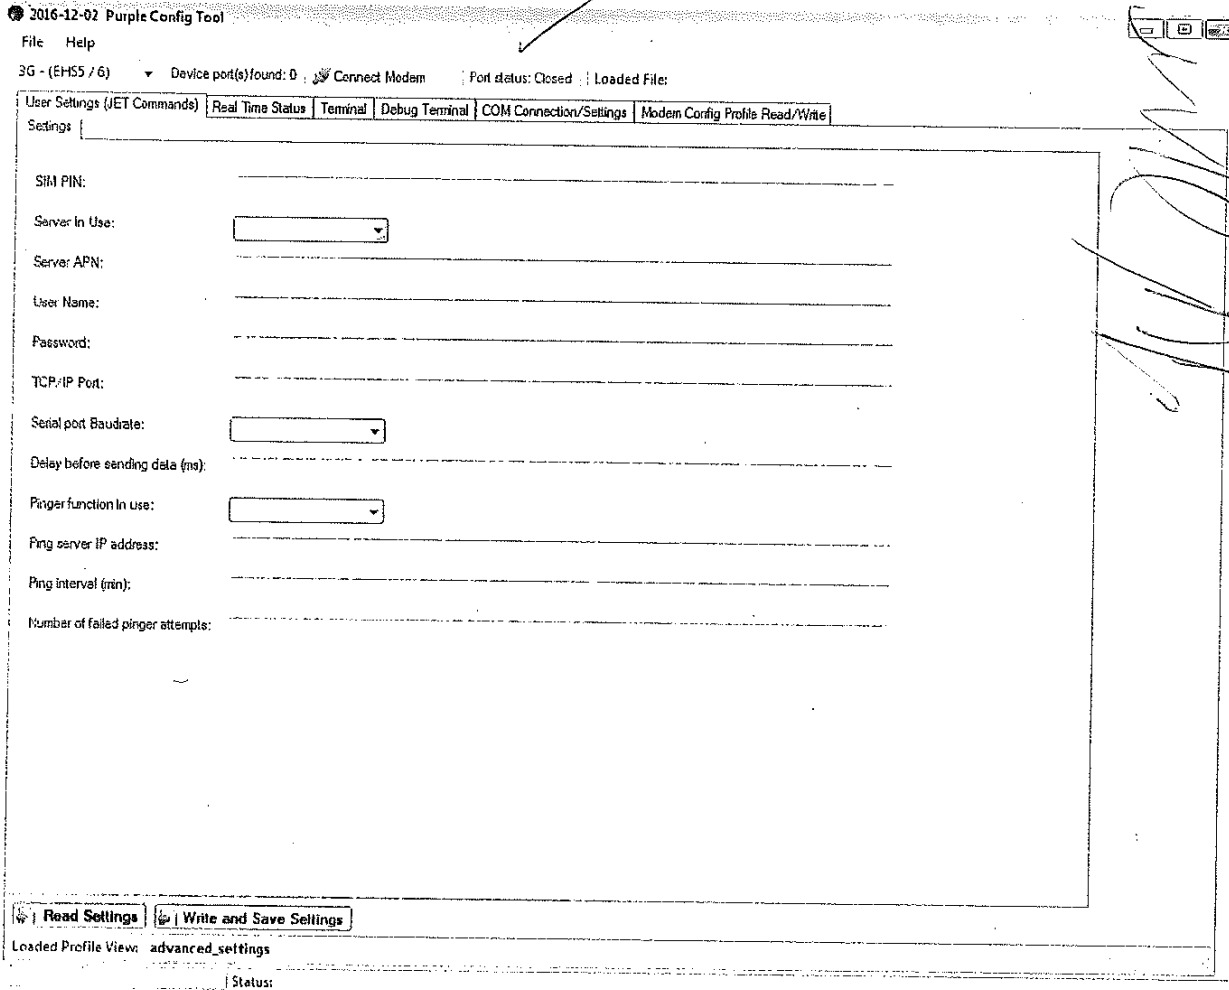 2016-12-02 Purple Config Tool
File Help
3G - (EHS5 / 6) Device port(s) found: 0 Connect Modem Port status: Closed Loaded File:
User Settings (JET Commands) Real Time Status Terminal Debug Terminal COM Connection/Settings Modem Config Profile Read/Write
Settings
SIM PIN:
Server In Use:
Server APN:
User Name:
Password:
TCP/IP Port:
Serial port Baudrate:
Delay before sending data (ms):
Pinger function in use:
Ping server IP address:
Ping interval (min):
Number of failed pinger attempts:
Read Settings Write and Save Settings
Loaded Profile View: advanced_settings
Status: